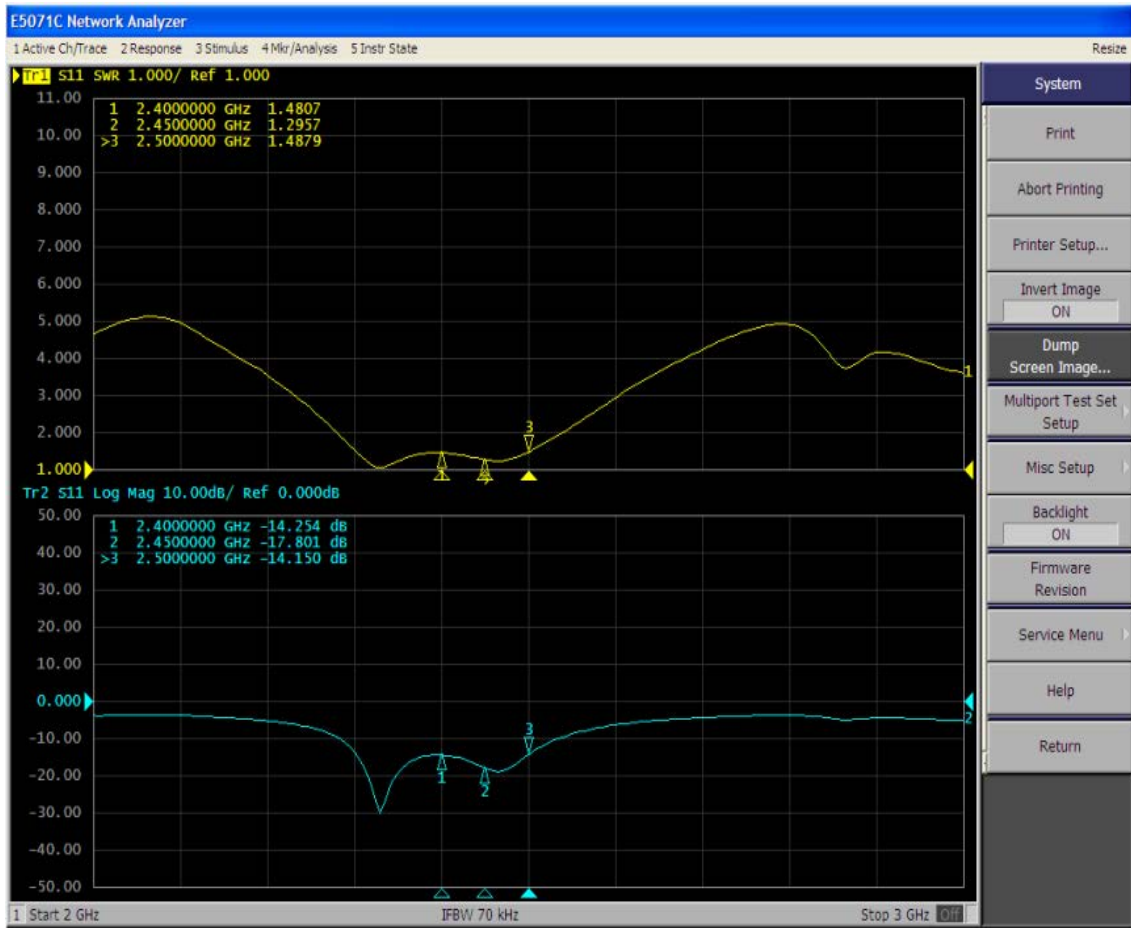 E5071C Network Analyzer
1 Active Ch/Trace 2 Response 3 Stimulus 4 Mkr/Analysis 5 Instr State
Resize
Tr1 S11 SWR 1.000/ Ref 1.000
11.00
10.00
9.000
8.000
7.000
6.000
5.000
4.000
3.000
2.000
1.000
1 2.4000000 GHz 1.4807
2 2.4500000 GHz 1.2957
>3 2.5000000 GHz 1.4879
3
1
1
Tr2 S11 Log Mag 10.00dB/ Ref 0.000dB
50.00
40.00
30.00
20.00
10.00
0.000
-10.00
-20.00
-30.00
-40.00
-50.00
1 2.4000000 GHz -14.254 dB
2 2.4500000 GHz -17.801 dB
>3 2.5000000 GHz -14.150 dB
3
1
2
2
1 Start 2 GHz
IFBW 70 kHz
Stop 3 GHz Off
System
Print
Abort Printing
Printer Setup...
Invert Image
ON
Dump
Screen Image...
Multiport Test Set
Setup
Misc Setup
Backlight
ON
Firmware
Revision
Service Menu
Help
Return